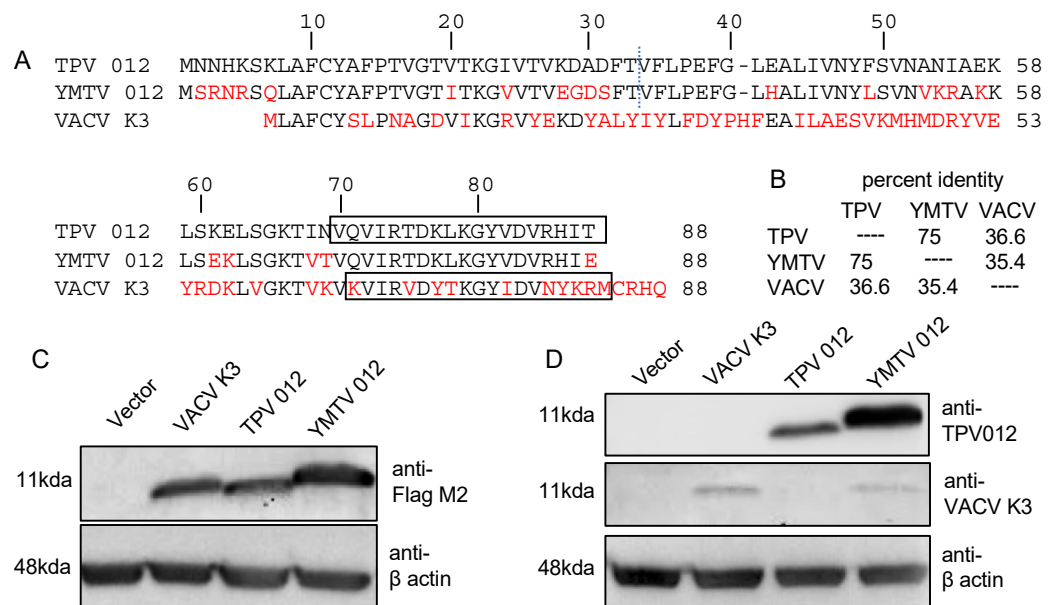 10 20 30 40 50
A
TPV 012 MNNHKSKLAFCYAFPTVGTVTKGIVTVKDADFTVFLPEFG-LEALIVNYFSVNANIAEK 58
YMTV 012 MSRNRSQLAFCYAFPTVGTITKGVVTVEGDSFTVFLPEFG-LHALIVNYLSVNVKRAKK 58
VACV K3 MLAFCYSLPNAGDVIKGRVYEKDYALYIYLFDYPHFEAILAESVKMHMDRYVE 53
60 70 80
TPV 012 LSKELSGKTINVQVIRTDKLKGYVDVRHIT 88
YMTV 012 LSEKLSGKTVTVQVIRTDKLKGYVDVRHIE 88
VACV K3 YRDKLVGKTVKVKVIRVDYTKGYIDVNYKRMCRHQ 88
B percent identity
TPV YMTV VACV
TPV ---- 75 36.6
YMTV 75 ---- 35.4
VACV 36.6 35.4 ----
C
Vector VACV K3 TPV 012 YMTV 012
11kda anti-
Flag M2
48kda anti-
β actin
D
Vector VACV K3 TPV 012 YMTV 012
11kda anti-
TPV012
11kda anti-
VACV K3
48kda anti-
β actin